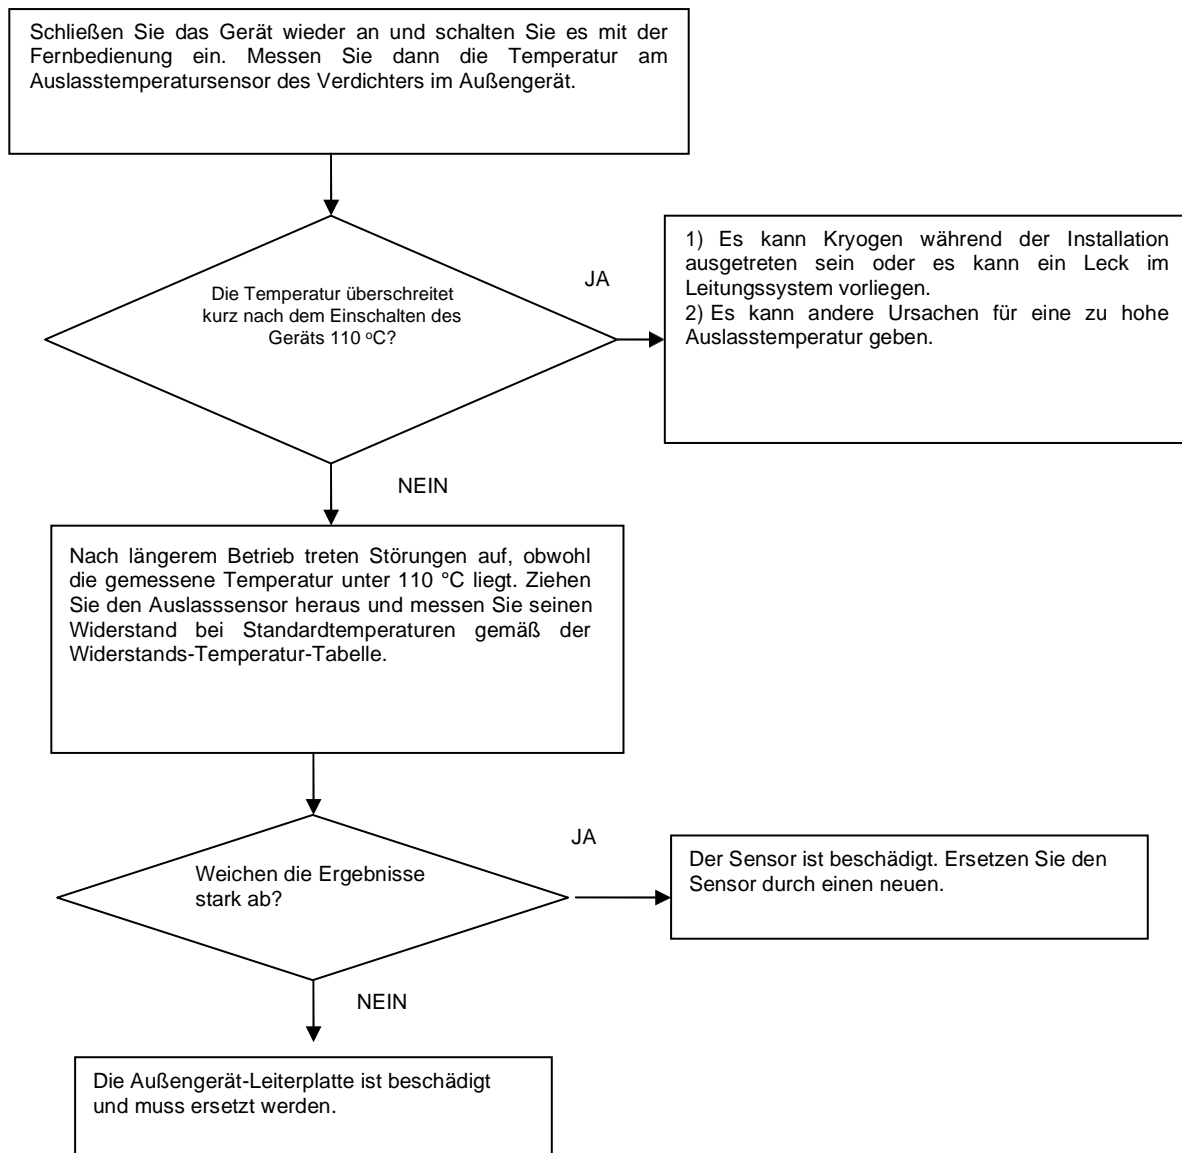 Schließen Sie das Gerät wieder an und schalten Sie es mit der
Fernbedienung ein. Messen Sie dann die Temperatur am
Auslasstemperatursensor des Verdichters im Außengerät.
Die Temperatur überschreitet
kurz nach dem Einschalten des
Geräts 110 °C?
JA
1) Es kann Kryogen während der Installation
ausgetreten sein oder es kann ein Leck im
Leitungssystem vorliegen.
2) Es kann andere Ursachen für eine zu hohe
Auslasstemperatur geben.
NEIN
Nach längerem Betrieb treten Störungen auf, obwohl
die gemessene Temperatur unter 110 °C liegt. Ziehen
Sie den Auslasssensor heraus und messen Sie seinen
Widerstand bei Standardtemperaturen gemäß der
Widerstands-Temperatur-Tabelle.
Weichen die Ergebnisse
stark ab?
JA
Der Sensor ist beschädigt. Ersetzen Sie den
Sensor durch einen neuen.
NEIN
Die Außengerät-Leiterplatte ist beschädigt
und muss ersetzt werden.